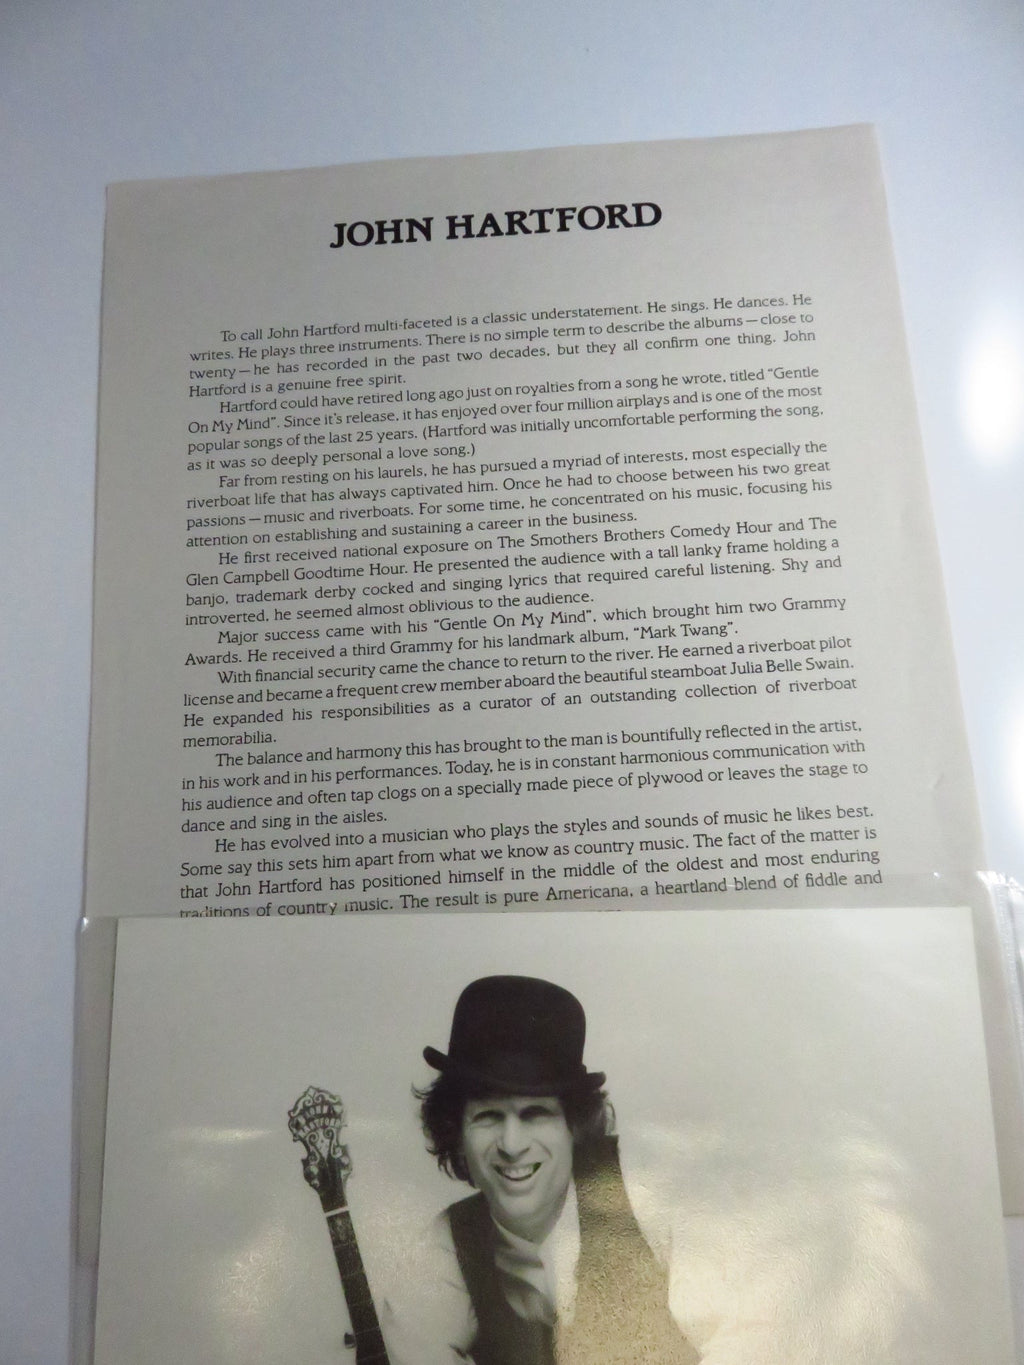 JOHN HARTFORD
To call John Hartford multi-faceted is a classic understatement. He sings. He dances. He
writes. He plays three instruments. There is no simple term to describe the albums — close to
twenty — he has recorded in the past two decades, but they all confirm one thing. John
Hartford is a genuine free spirit.
Hartford could have retired long ago just on royalties from a song he wrote, titled "Gentle
On My Mind". Since it's release, it has enjoyed over four million airplays and is one of the most
popular songs of the last 25 years. (Hartford was initially uncomfortable performing the song,
as it was so deeply personal a love song.)
Far from resting on his laurels, he has pursued a myriad of interests, most especially the
riverboat life that has always captivated him. Once he had to choose between his two great
passions — music and riverboats. For some time, he concentrated on his music, focusing his
attention on establishing and sustaining a career in the business.
He first received national exposure on The Smothers Brothers Comedy Hour and The
Glen Campbell Goodtime Hour. He presented the audience with a tall lanky frame holding a
banjo, trademark derby cocked and singing lyrics that required careful listening. Shy and
introverted, he seemed almost oblivious to the audience.
Major success came with his "Gentle On My Mind", which brought him two Grammy
Awards. He received a third Grammy for his landmark album, "Mark Twang".
With financial security came the chance to return to the river. He earned a riverboat pilot
license and became a frequent crew member aboard the beautiful steamboat Julia Belle Swain.
He expanded his responsibilities as a curator of an outstanding collection of riverboat
memorabilia.
The balance and harmony this has brought to the man is bountifully reflected in the artist,
in his work and in his performances. Today, he is in constant harmonious communication with
his audience and often tap clogs on a specially made piece of plywood or leaves the stage to
dance and sing in the aisles.
He has evolved into a musician who plays the styles and sounds of music he likes best.
Some say this sets him apart from what we know as country music. The fact of the matter is
that John Hartford has positioned himself in the middle of the oldest and most enduring
traditions of country music. The result is pure Americana, a heartland blend of fiddle and
JOHN
HARTFORD